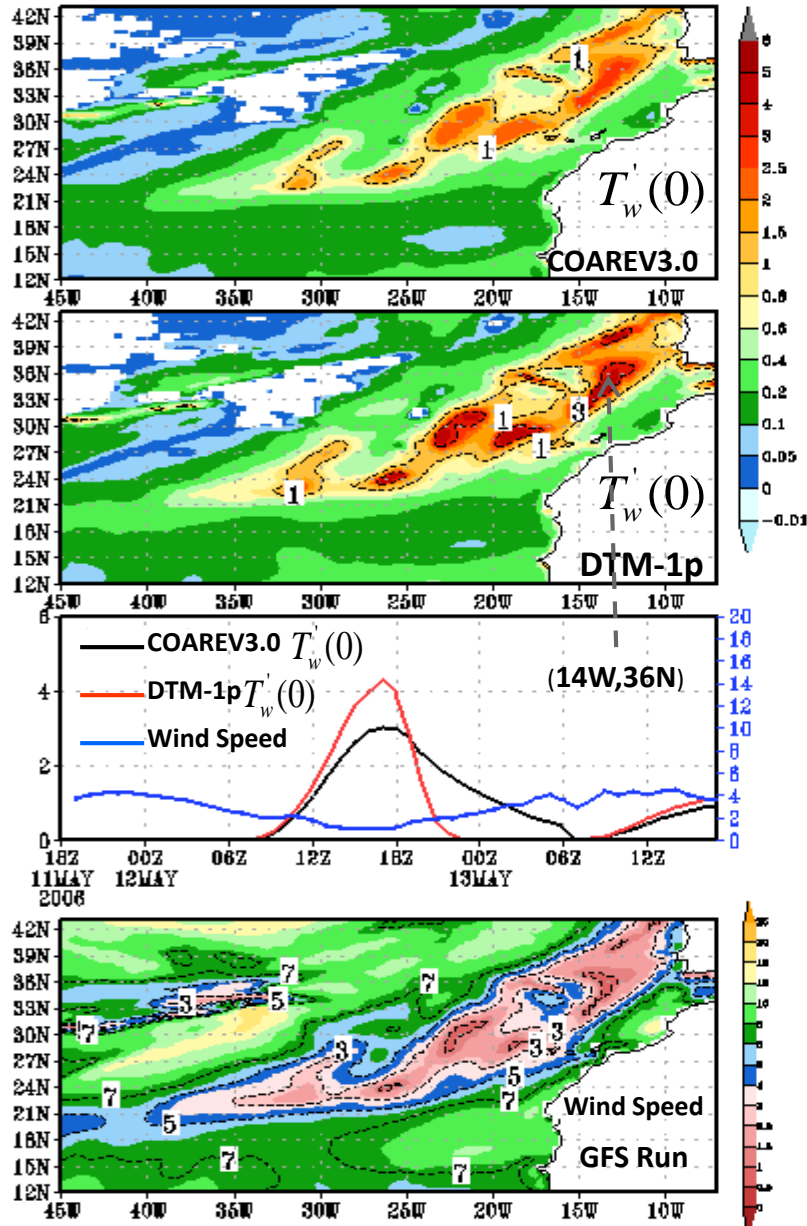 42N
39N
36N
33N
30N
27N
24N
21N
18N
15N
12N
1
1
T'w(0)
COAREV3.0
45W 40W 35W 30W 25W 20W 15W 10W
6
5
3
2.5
2
1.5
1
0.8
0.6
0.4
0.2
0.1
0.05
0
-0.01
42N
39N
36N
33N
30N
27N
24N
21N
18N
15N
12N
1
3
1
1
T'w(0)
DTM-1p
45W 40W 35W 30W 25W 20W 15W 10W
6
4
2
0
COAREV3.0 T'w(0)
DTM-1p T'w(0)
Wind Speed
(14W,36N)
20
18
16
14
12
10
8
6
4
2
0
18Z 00Z 06Z 12Z 18Z 00Z 06Z 12Z
11MAY 12MAY 13MAY
2006
42N
39N
36N
33N
30N
27N
24N
21N
18N
15N
12N
7
7
3
5
7
3
3
3
5
7
7
5
7
7
Wind Speed
GFS Run
45W 40W 35W 30W 25W 20W 15W 10W